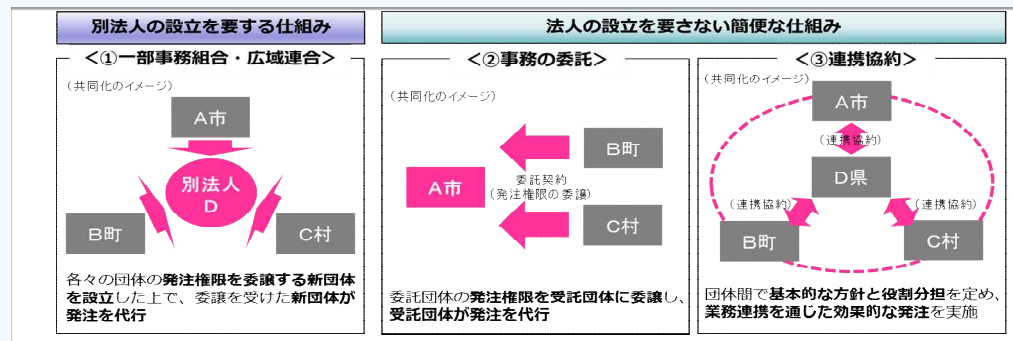 別法人の設立を要する仕組み
法人の設立を要さない簡便な仕組み
<①一部事務組合・広域連合>
(共同化のイメージ)
A市
別法人
D
B町
C村
各々の団体の発注権限を委譲する新団体
を設立した上で、委譲を受けた新団体が
発注を代行
<②事務の委託>
(共同化のイメージ)
B町
A市
委託契約
(発注権限の委譲)
C村
委託団体の発注権限を受託団体に委譲し、
受託団体が発注を代行
<③連携協約>
(共同化のイメージ)
A市
(連携協約)
D県
(連携協約)
(連携協約)
B町
C村
団体間で基本的な方針と役割分担を定め、
業務連携を通じた効果的な発注を実施